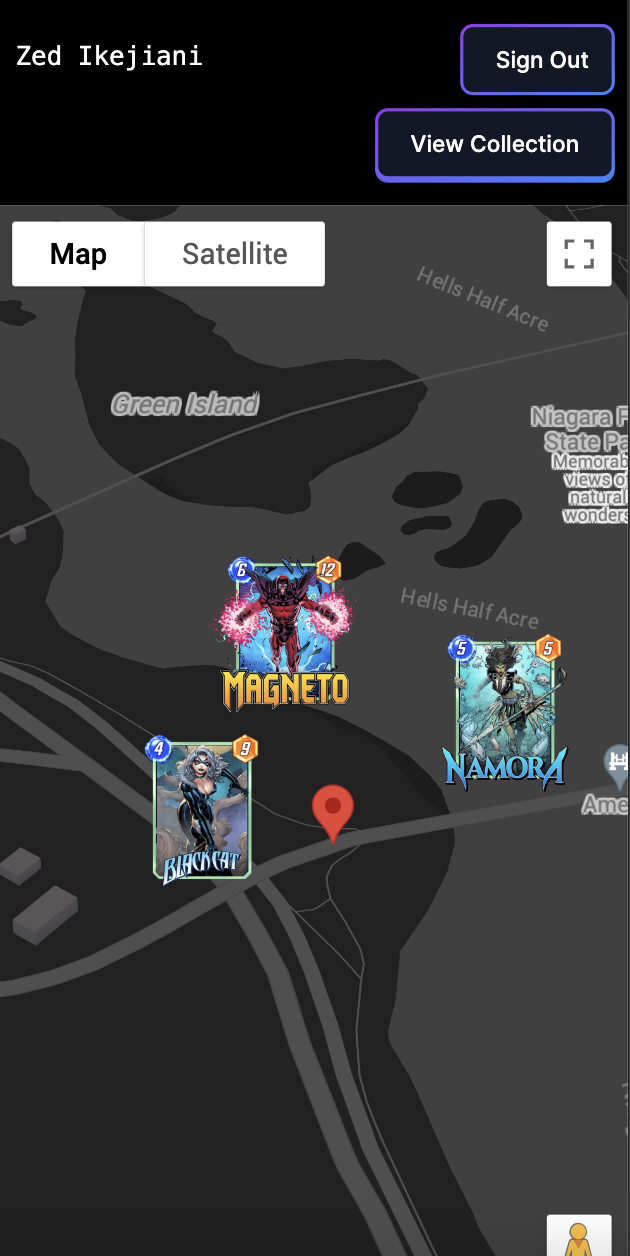 Zed Ikejiani
Sign Out
View Collection
Map
Satellite
Hells Half Acre
Green Island
Niagara F
State Pa
Memorab
views of
natural
wonders
6
12
Hells Half Acre
MAGNETO
5
5
4
9
NAMORA
Ame
BLACK CAT